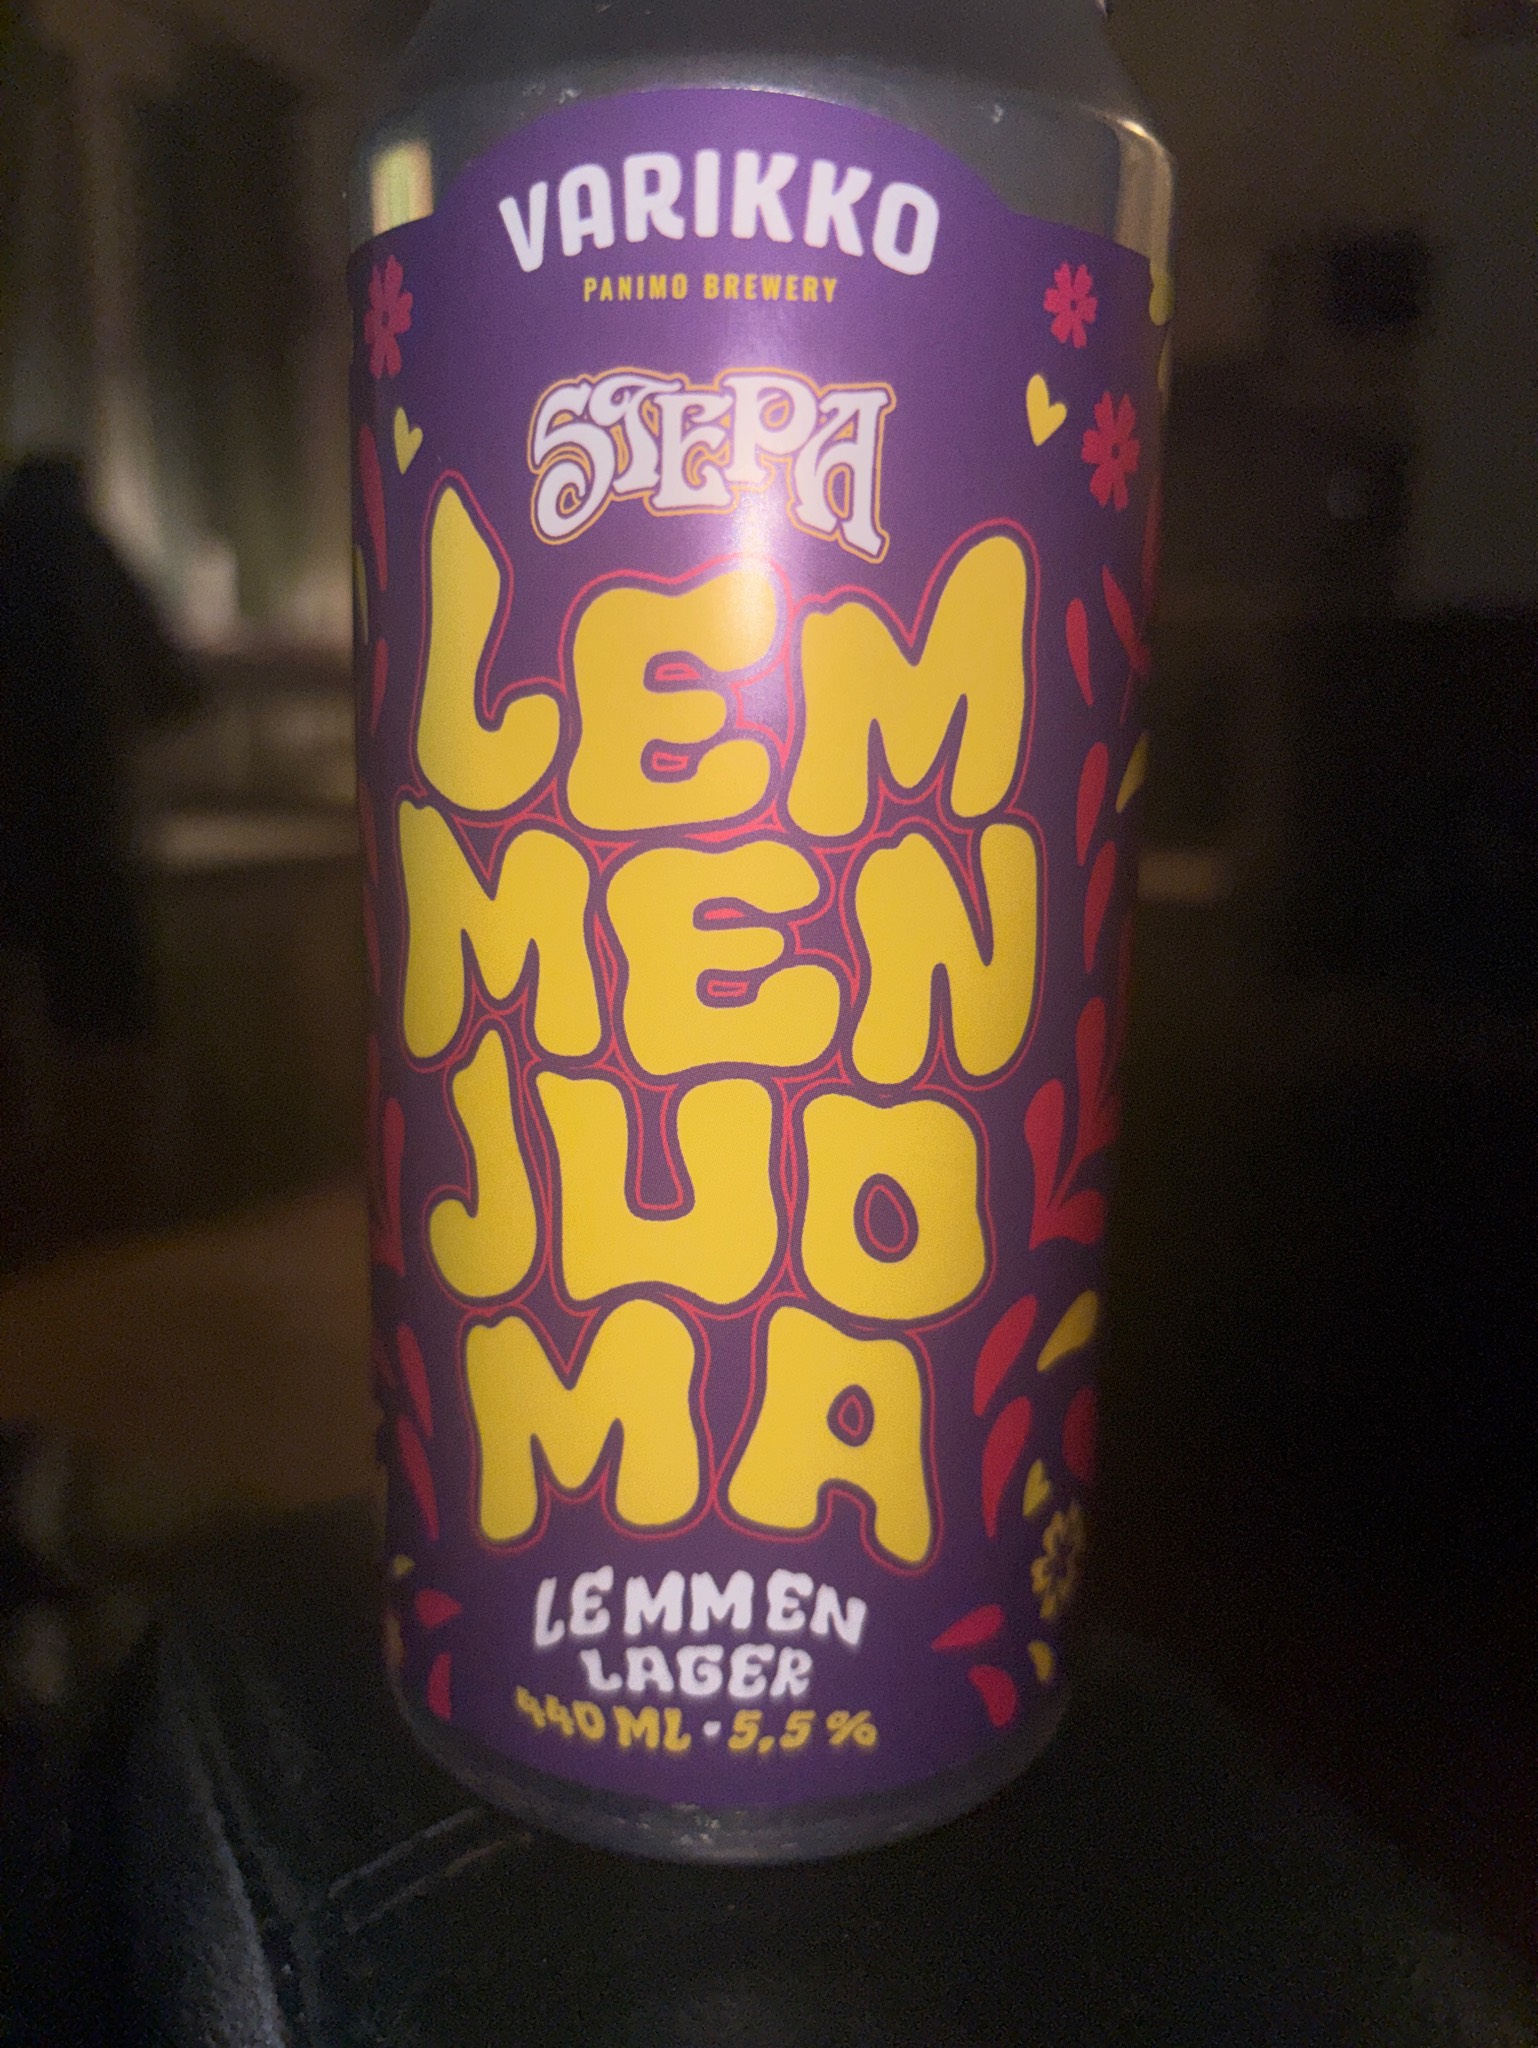 VARIKKO
PANIMO BREWERY
STEPA
LEM
MEN
JUO
MA
LEMMEN
LAGER
440 ML • 5,5 %